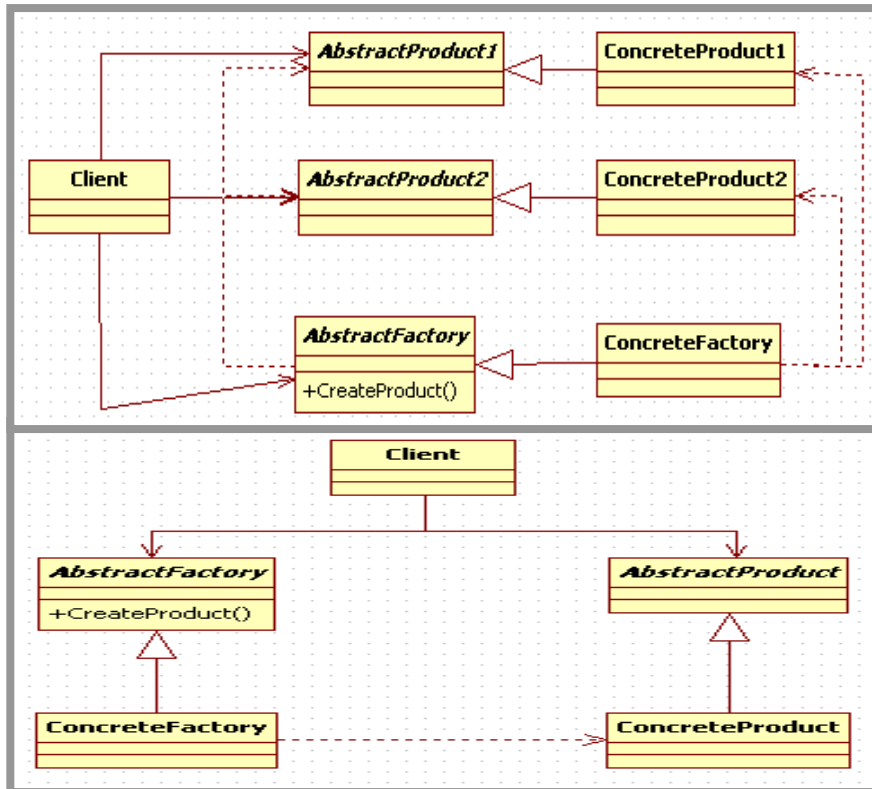 AbstractProduct1
ConcreteProduct1
Client
AbstractProduct2
ConcreteProduct2
AbstractFactory
+CreateProduct()
ConcreteFactory
Client
AbstractFactory
+CreateProduct()
AbstractProduct
ConcreteFactory
ConcreteProduct